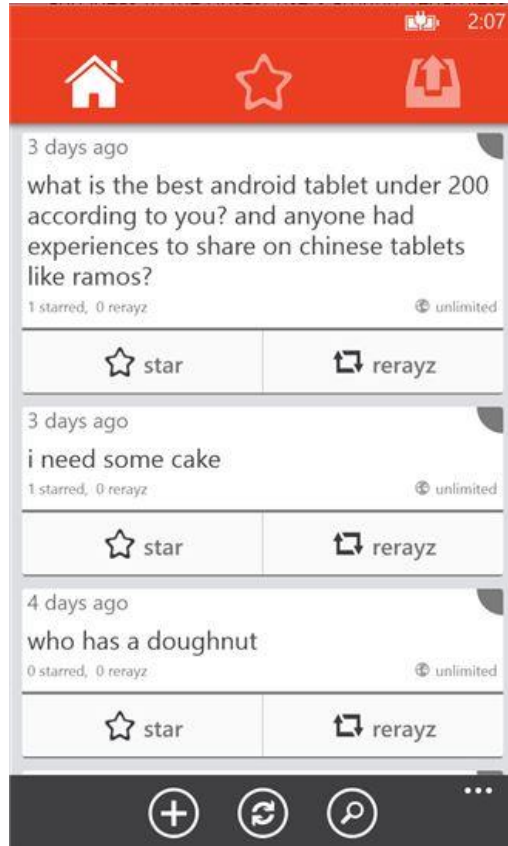 2:07
3 days ago
what is the best android tablet under 200
according to you? and anyone had
experiences to share on chinese tablets
like ramos?
1 starred, 0 rerayz unlimited
star rerayz
3 days ago
i need some cake
1 starred, 0 rerayz unlimited
star rerayz
4 days ago
who has a doughnut
0 starred, 0 rerayz unlimited
star rerayz